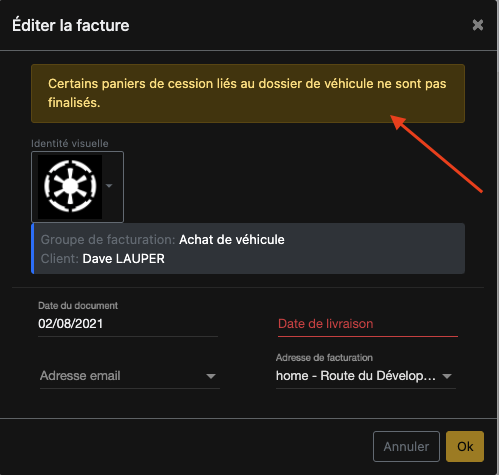 Éditer la facture
Certains paniers de cession liés au dossier de véhicule ne sont pas
finalisés.
Identité visuelle
Groupe de facturation: Achat de véhicule
Client: Dave LAUPER
Date du document
02/08/2021
Date de livraison
Adresse email
Adresse de facturation
home - Route du Dévelop...
Annuler
Ok